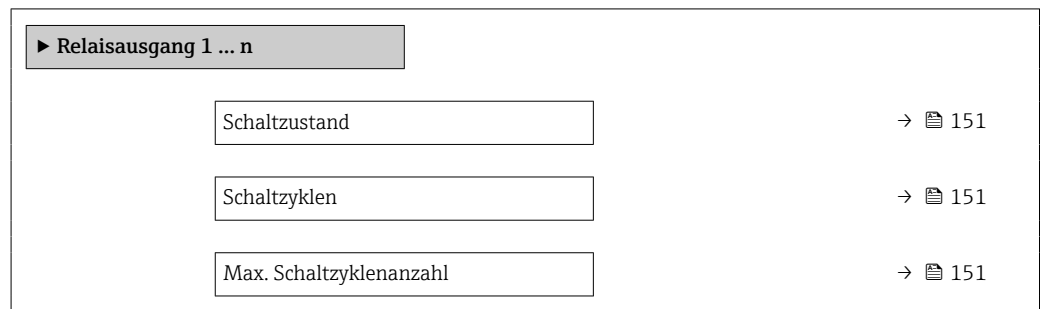 ▶ Relaisausgang 1 ... n
Schaltzustand → 151
Schaltzyklen → 151
Max. Schaltzyklenanzahl → 151